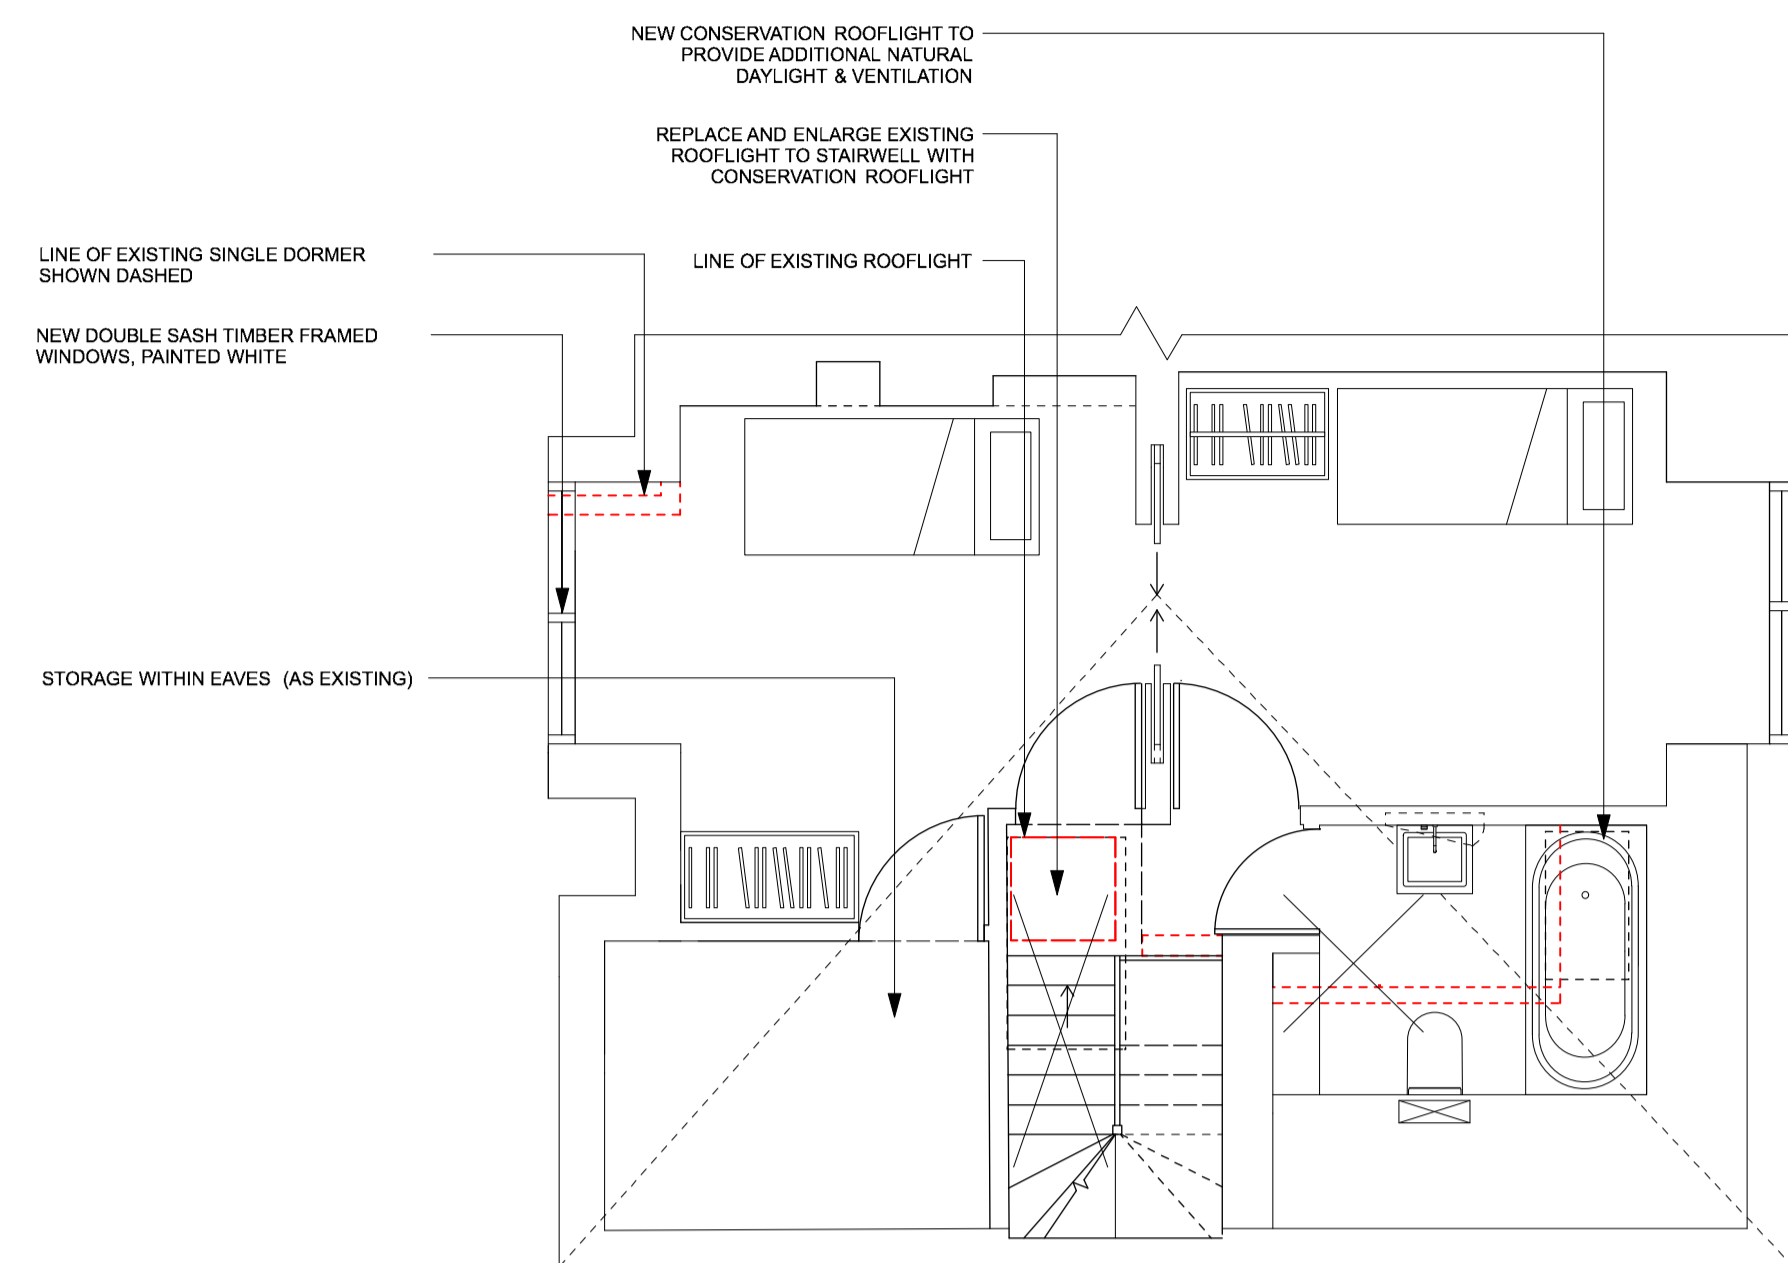 NEW CONSERVATION ROOFLIGHT TO
PROVIDE ADDITIONAL NATURAL
DAYLIGHT & VENTILATION
REPLACE AND ENLARGE EXISTING
ROOFLIGHT TO STAIRWELL WITH
CONSERVATION ROOFLIGHT
LINE OF EXISTING SINGLE DORMER
SHOWN DASHED
LINE OF EXISTING ROOFLIGHT
NEW DOUBLE SASH TIMBER FRAMED
WINDOWS, PAINTED WHITE
STORAGE WITHIN EAVES (AS EXISTING)